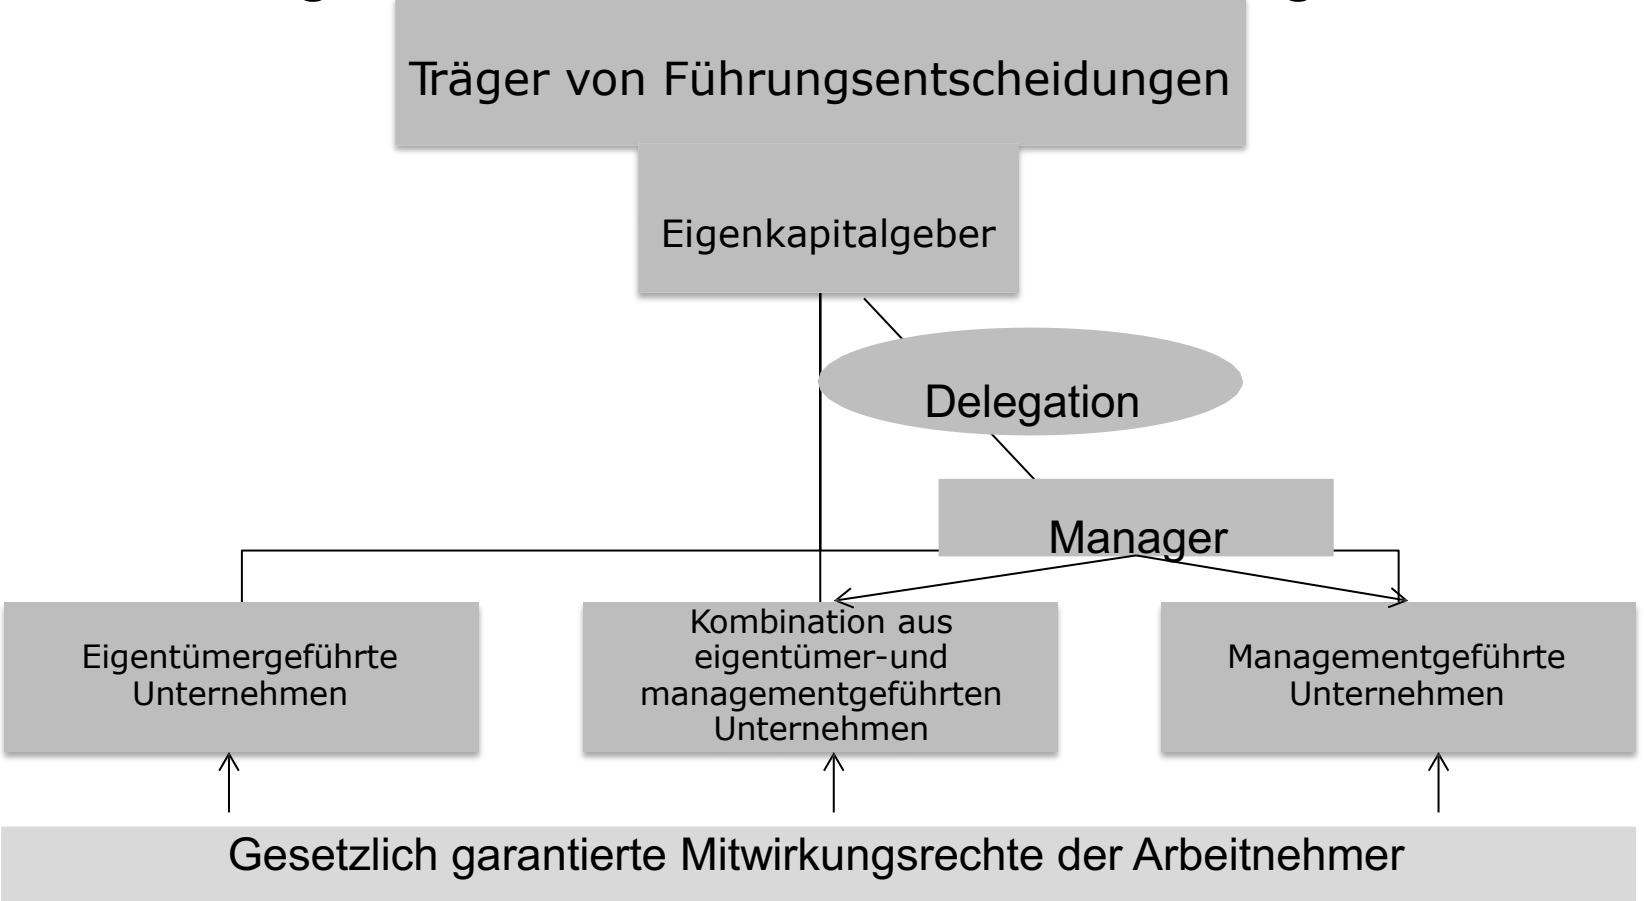 Träger von Führungsentscheidungen
Eigenkapitalgeber
Delegation
Manager
Eigentümergeführte
Unternehmen
Kombination aus
eigentümer-und
managementgeführten
Unternehmen
Managementgeführte
Unternehmen
Gesetzlich garantierte Mitwirkungsrechte der Arbeitnehmer